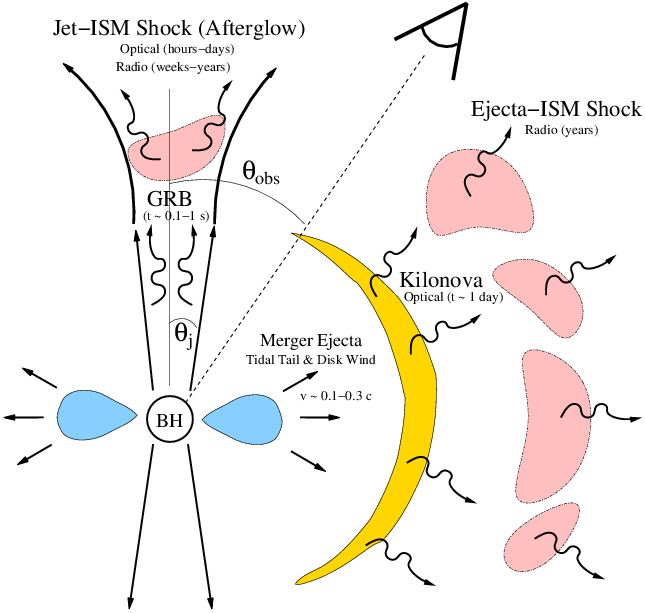 Jet−ISM Shock (Afterglow)
Optical (hours−days)
Radio (weeks−years)
Ejecta−ISM Shock
Radio (years)
θobs
GRB
(t ~ 0.1−1 s)
Kilonova
Optical (t ~ 1 day)
θj
Merger Ejecta
Tidal Tail & Disk Wind
v ~ 0.1−0.3 c
BH